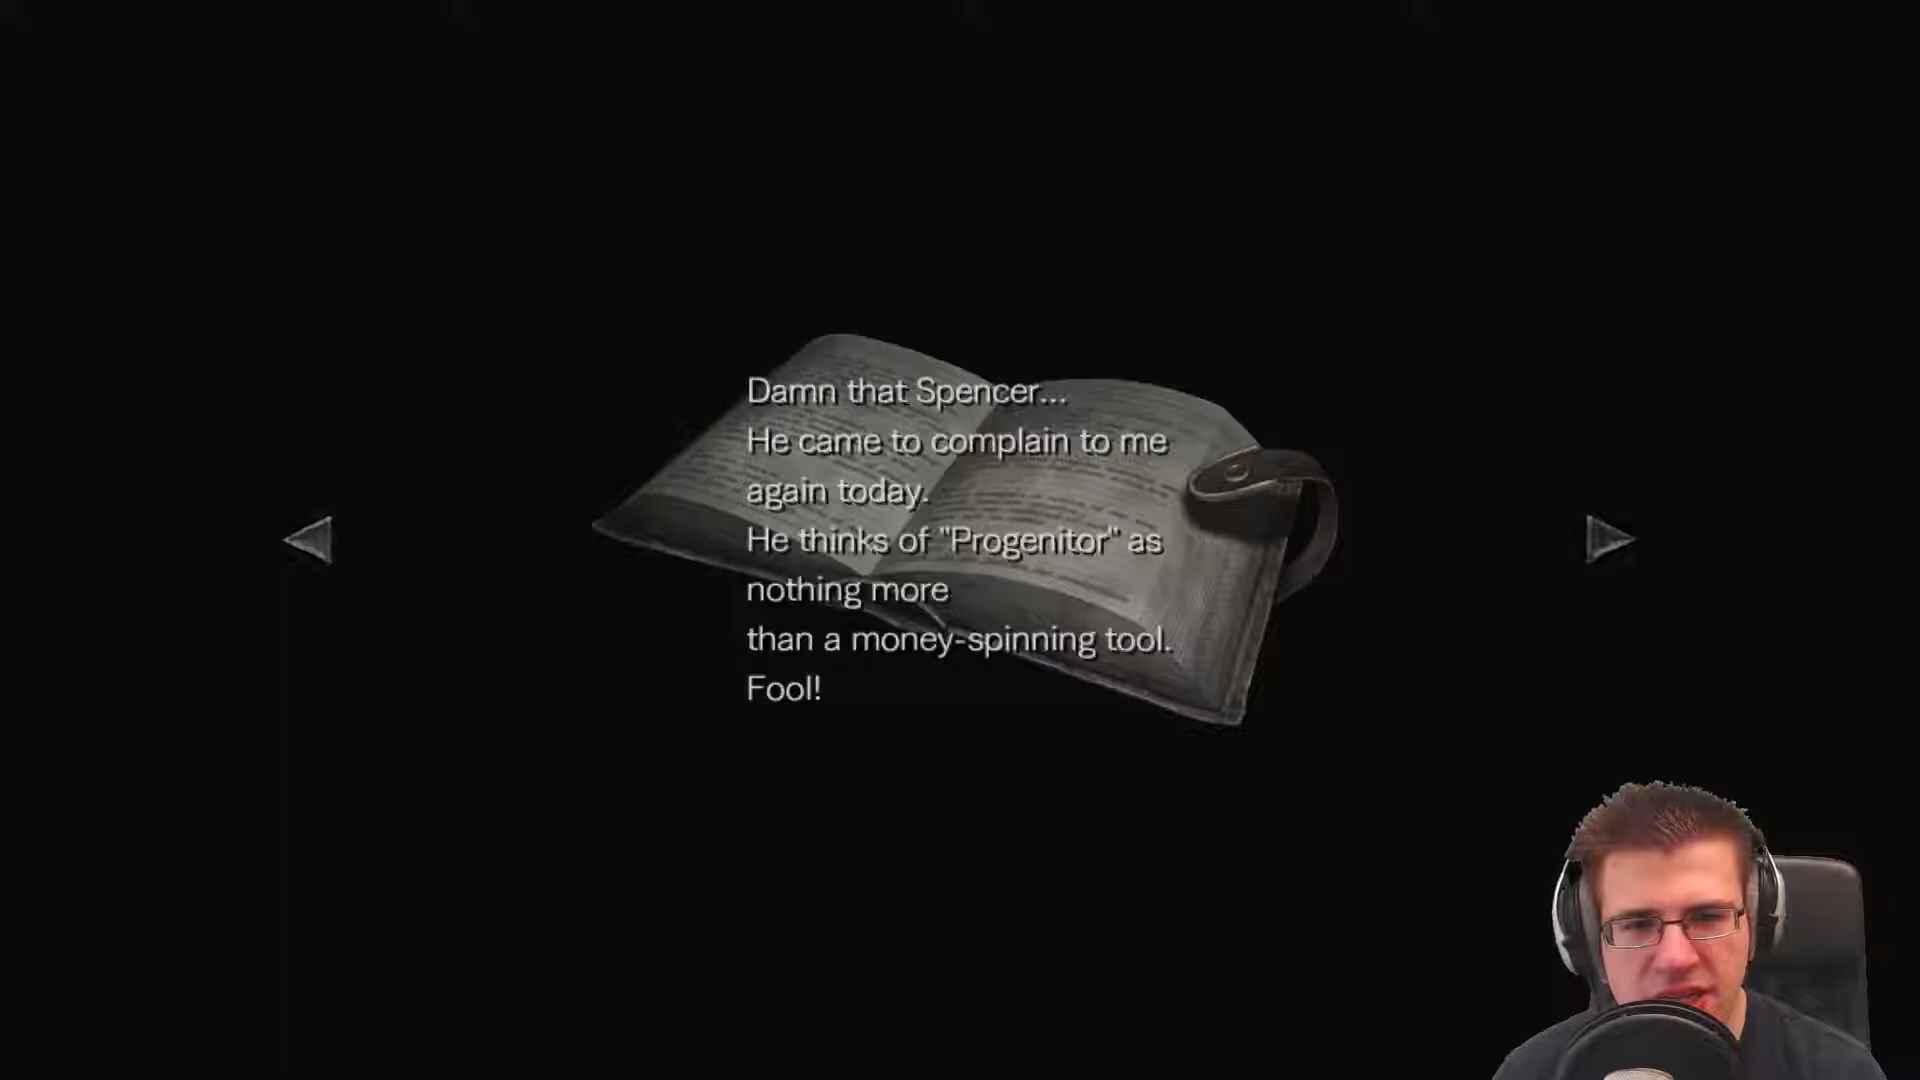 Damn that Spencer...
He came to complain to me
again today.
He thinks of "Progenitor" as
nothing more
than a money-spinning tool.
Fool!